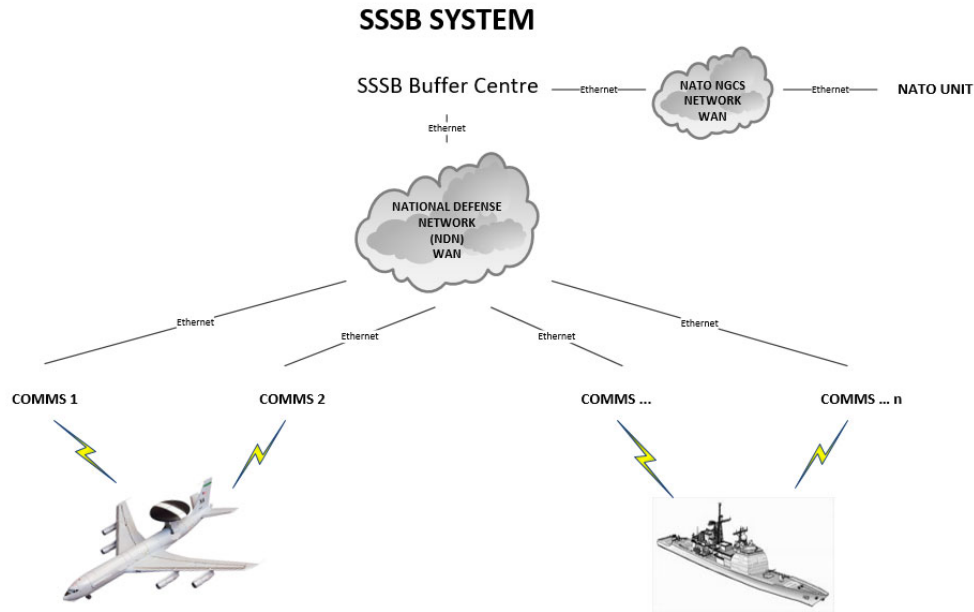 SSSB SYSTEM
SSSB Buffer Centre
Ethernet
NATO NGCS
NETWORK
WAN
Ethernet
NATO UNIT
Ethernet
NATIONAL DEFENSE
NETWORK
(NDN)
WAN
Ethernet
Ethernet
Ethernet
Ethernet
COMMS 1
COMMS 2
COMMS ...
COMMS ... n